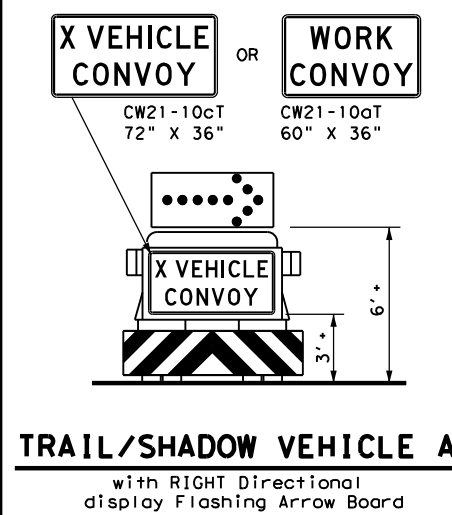 X VEHICLE
CONVOY
OR
WORK
CONVOY
CW21-10cT
72" X 36"
CW21-10aT
60" X 36"
X VEHICLE
CONVOY
6'+
3'+
TRAIL/SHADOW VEHICLE A
with RIGHT Directional
display Flashing Arrow Board